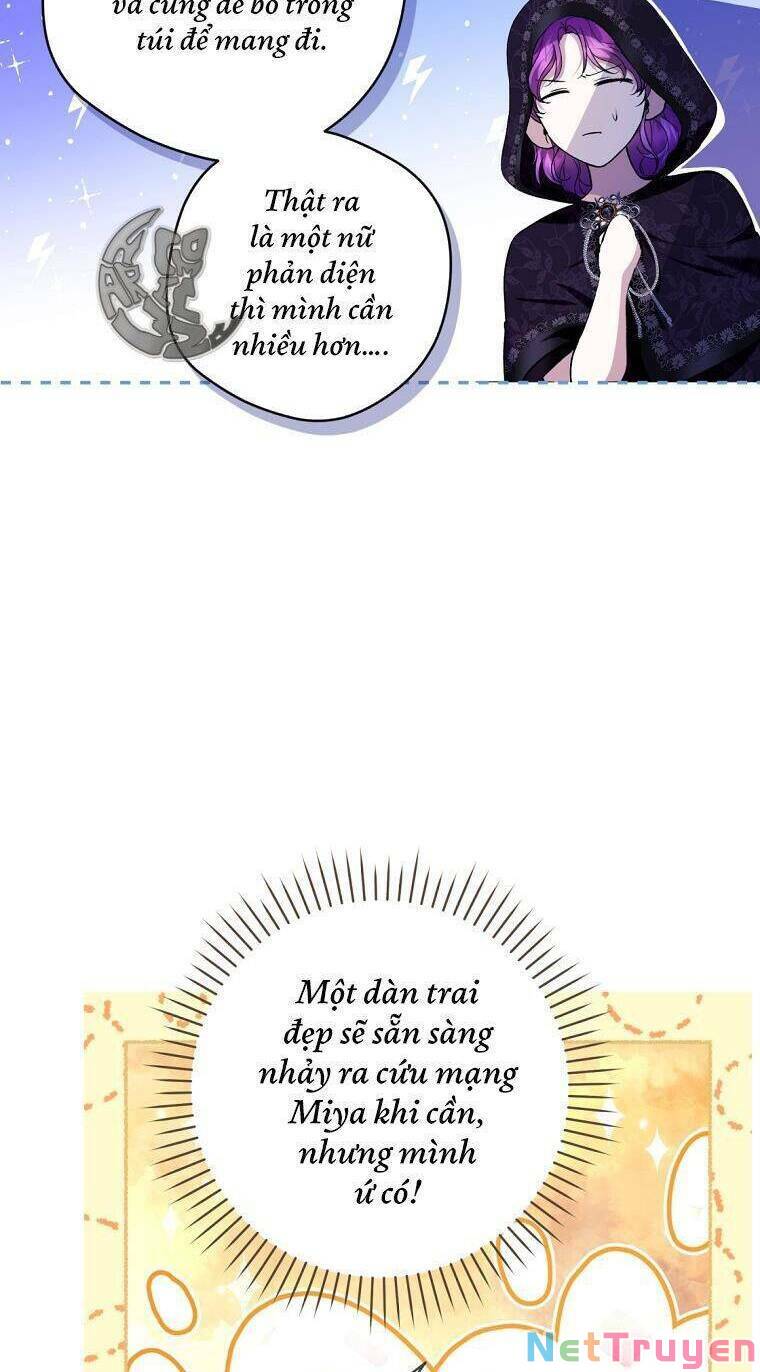 và cũng dễ bỏ trong
túi để mang đi.
Thật ra
là một nữ
phản diện
thì mình cần
nhiều hơn....
Một dàn trai
đẹp sẽ sẵn sàng
nhảy ra cứu mạng
Miya khi cần,
nhưng mình
ứ có!
NetTruyen